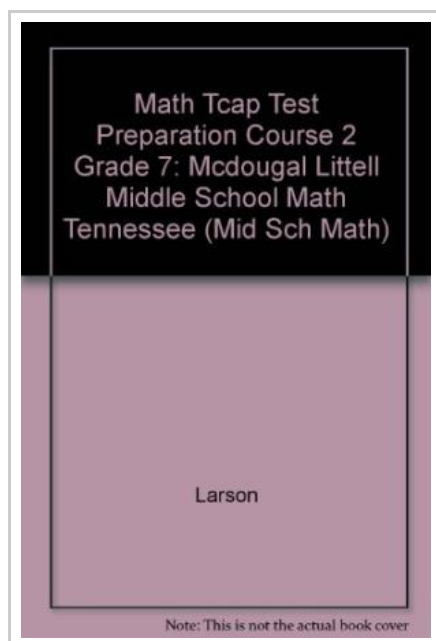 Math Tcap Test
Preparation Course 2
Grade 7: Mcdougal Littell
Middle School Math
Tennessee (Mid Sch Math)
Larson
Note: This is not the actual book cover